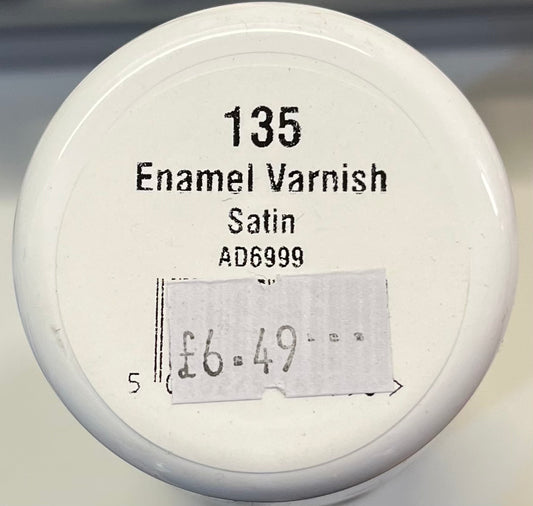 135
Enamel Varnish
Satin
AD6999
£6.49---
5